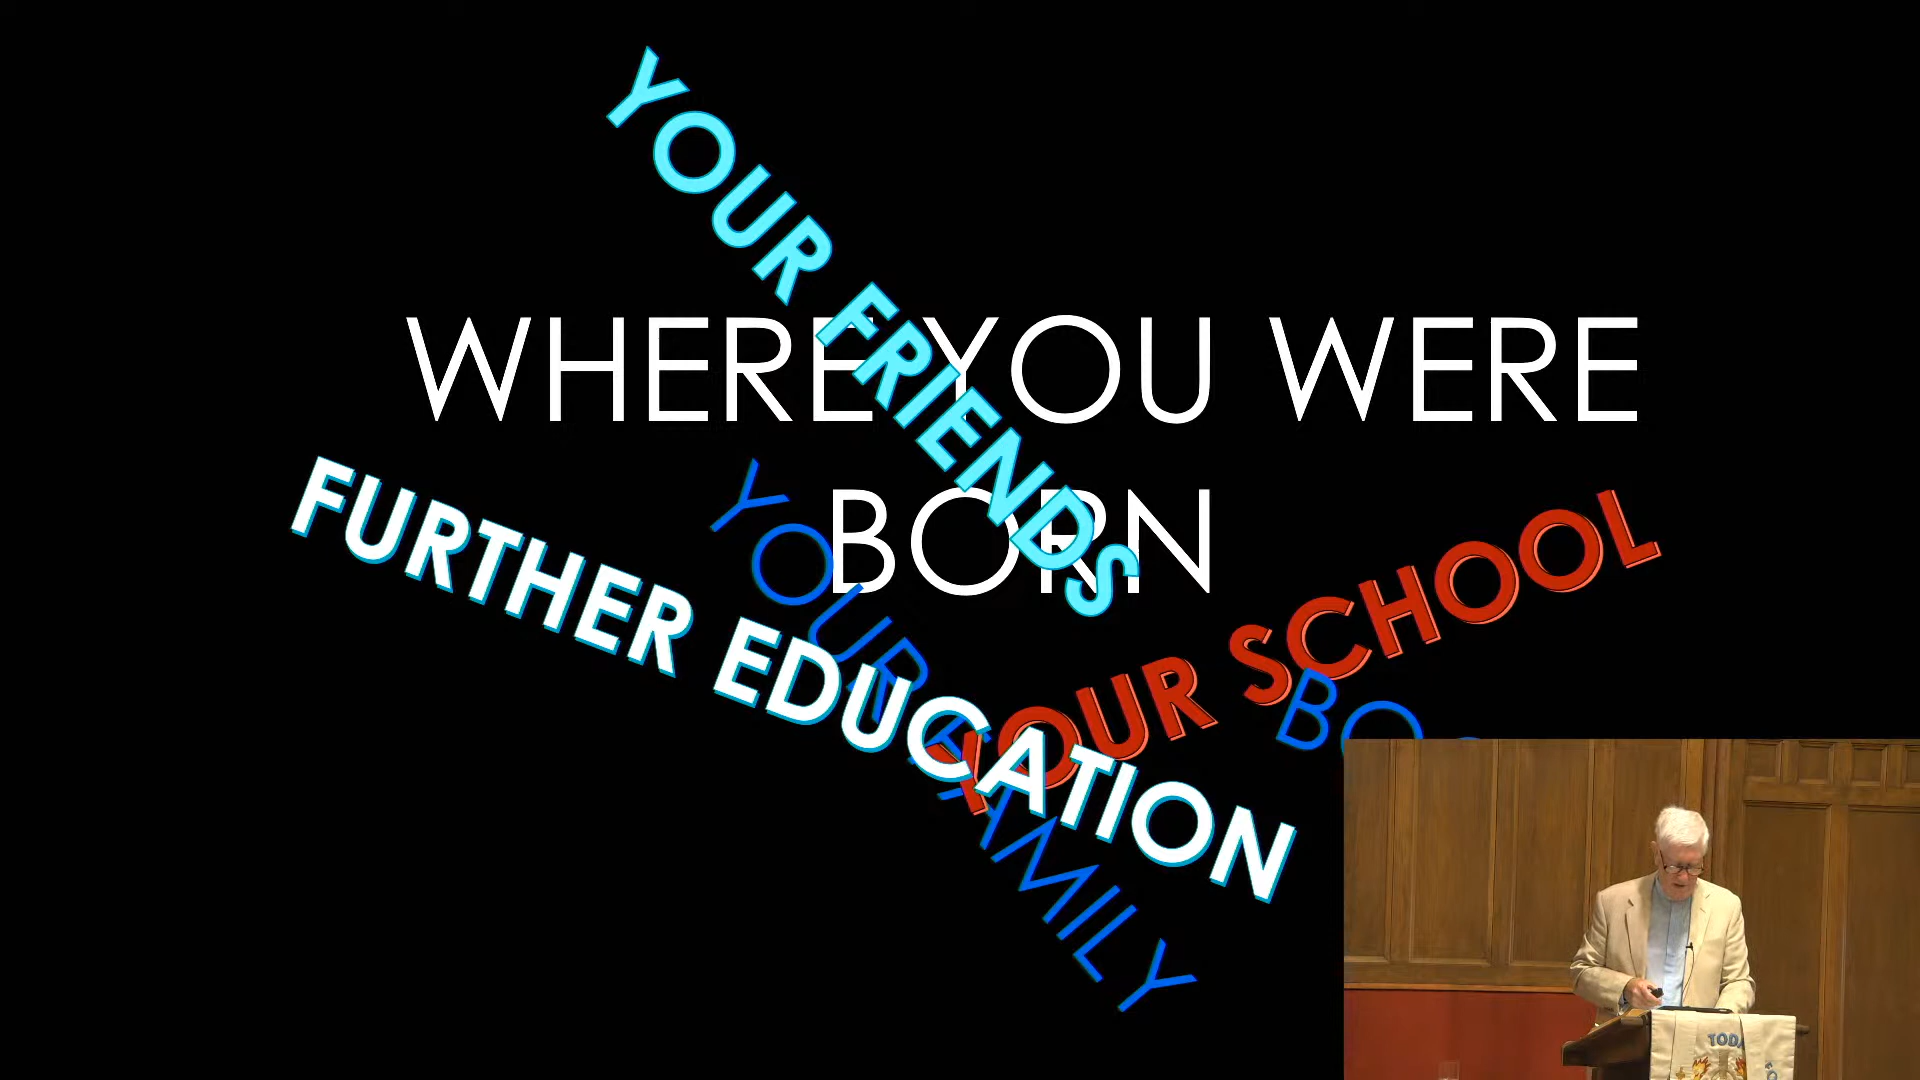 YOUR FRIENDS
WHERE YOU WERE
BORN
FURTHER EDUCATION
YOUR FAMILY
YOUR SCHOOL